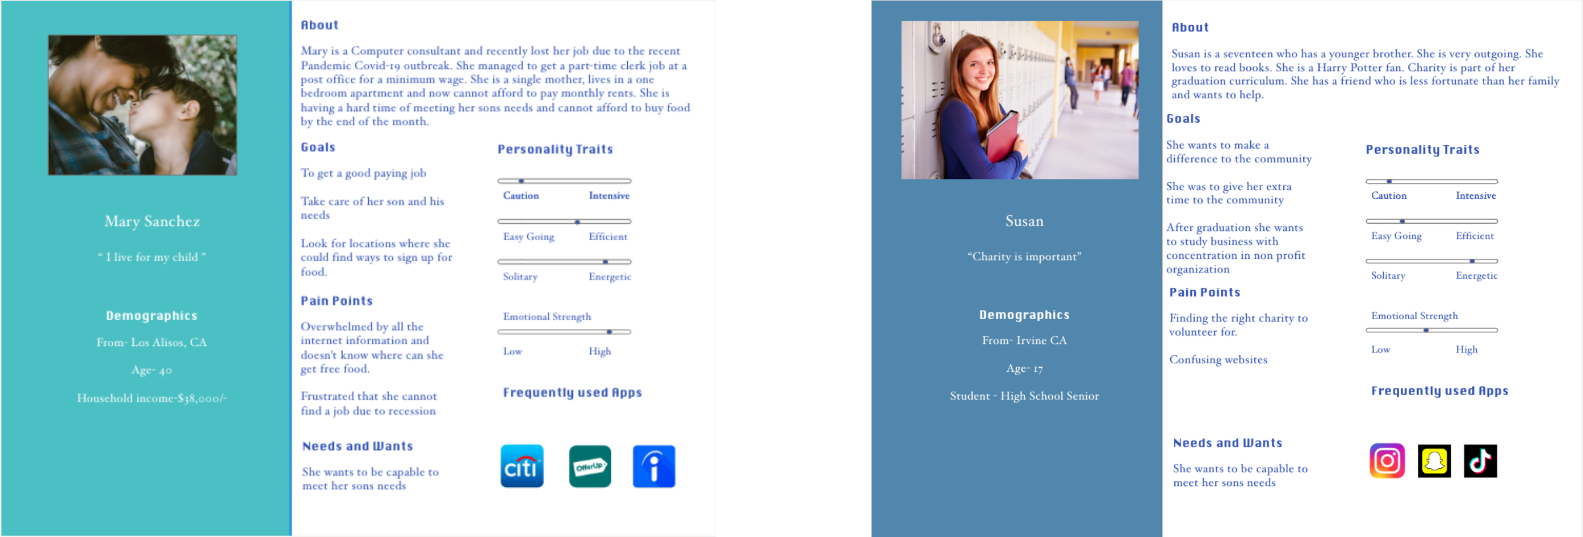 Mary Sanchez
“ I live for my child ”
Demographics
From- Los Alisos, CA
Age- 40
Household income-$38,000/-
About
Mary is a Computer consultant and recently lost her job due to the recent
Pandemic Covid-19 outbreak. She managed to get a part-time clerk job at a
post office for a minimum wage. She is a single mother, lives in a one
bedroom apartment and now cannot afford to pay monthly rents. She is
having a hard time of meeting her sons needs and cannot afford to buy food
by the end of the month.
Goals
To get a good paying job
Take care of her son and his
needs
Look for locations where she
could find ways to sign up for
food.
Pain Points
Overwhelmed by all the
internet information and
doesn't know where can she
get free food.
Frustrated that she cannot
find a job due to recession
Needs and Wants
She wants to be capable to
meet her sons needs
Personality Traits
Caution Intensive
Easy Going Efficient
Solitary Energetic
Emotional Strength
Low High
Frequently used Apps
citi
OfferUp
i
Susan
“Charity is important”
Demographics
From- Irvine CA
Age- 17
Student - High School Senior
About
Susan is a seventeen who has a younger brother. She is very outgoing. She
loves to read books. She is a Harry Potter fan. Charity is part of her
graduation curriculum. She has a friend who is less fortunate than her family
and wants to help.
Goals
She wants to make a
difference to the community
She was to give her extra
time to the community
After graduation she wants
to study business with
concentration in non profit
organization
Pain Points
Finding the right charity to
volunteer for.
Confusing websites
Needs and Wants
She wants to be capable to
meet her sons needs
Personality Traits
Caution Intensive
Easy Going Efficient
Solitary Energetic
Emotional Strength
Low High
Frequently used Apps